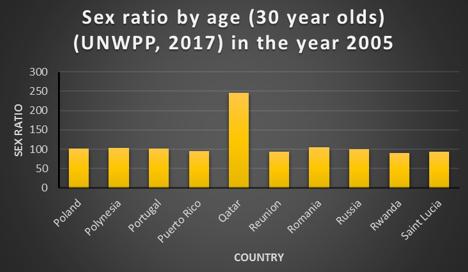 Sex ratio by age (30 year olds)
(UNWPP, 2017) in the year 2005
300
250
200
150
100
50
0
SEX RATIO
Poland
Polynesia
Portugal
Puerto Rico
Qatar
Reunion
Romania
Russia
Rwanda
Saint Lucia
COUNTRY